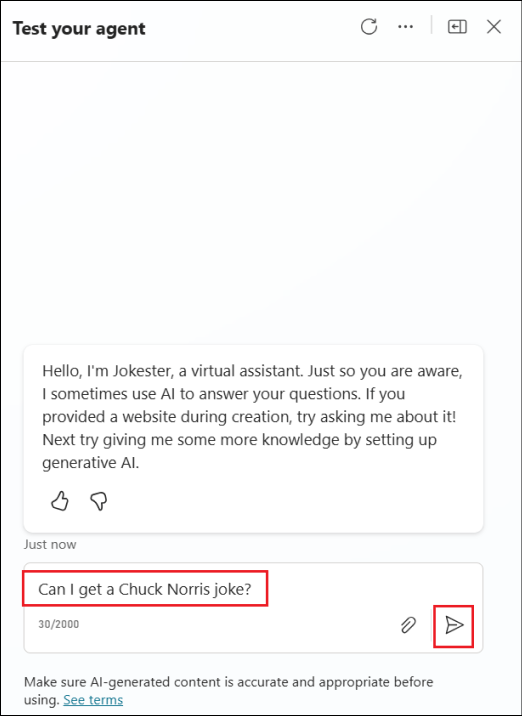 Test your agent
Hello, I'm Jokester, a virtual assistant. Just so you are aware,
I sometimes use AI to answer your questions. If you
provided a website during creation, try asking me about it!
Next try giving me some more knowledge by setting up
generative AI.
Just now
Can I get a Chuck Norris joke?
30/2000
Make sure AI-generated content is accurate and appropriate before
using. See terms